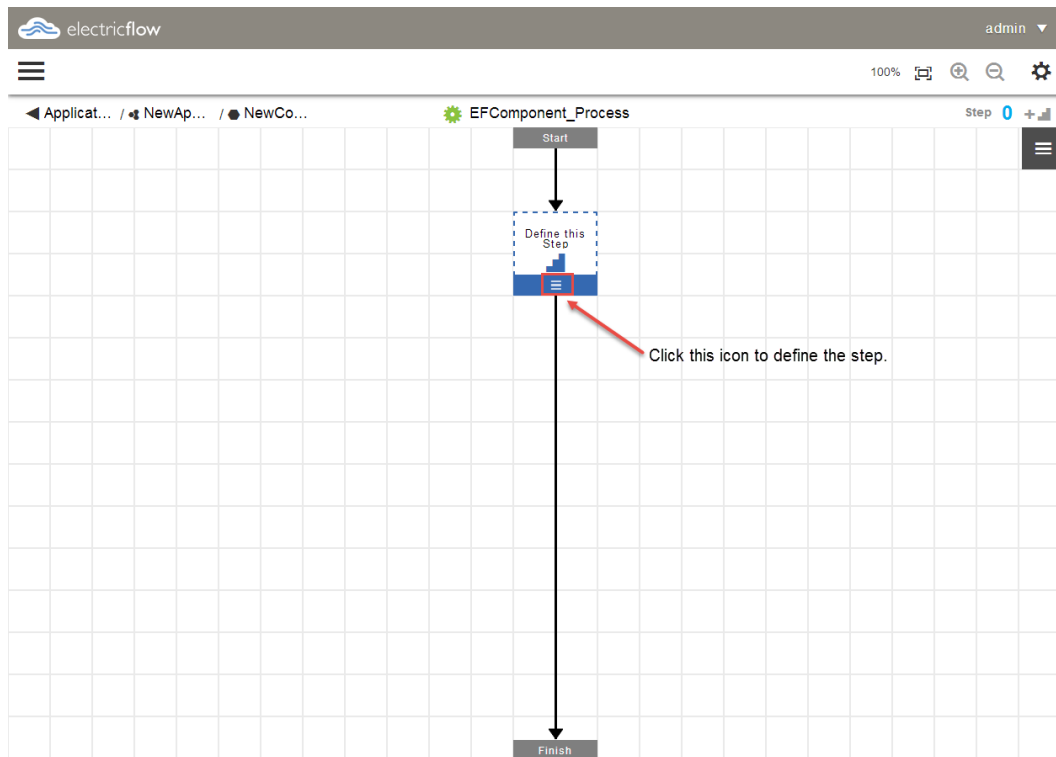 electricflow
admin
100%
Applicat... / NewAp... / NewCo...
EFComponent_Process
Step 0
Start
Define this
Step
Click this icon to define the step.
Finish